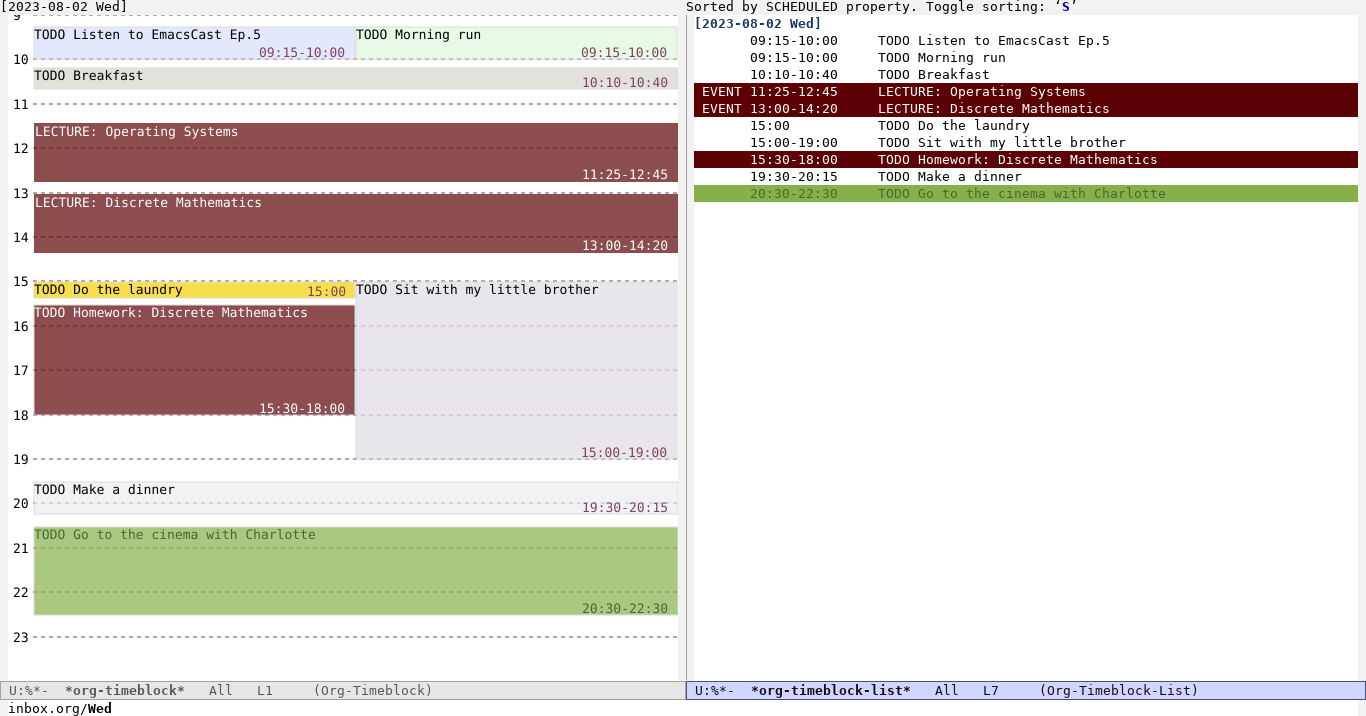 [2023-08-02 Wed]
9
TODO Listen to EmacsCast Ep.5
09:15-10:00
TODO Morning run
09:15-10:00
10
TODO Breakfast
10:10-10:40
11
LECTURE: Operating Systems
12
11:25-12:45
13
LECTURE: Discrete Mathematics
14
13:00-14:20
15
TODO Do the laundry
15:00
TODO Sit with my little brother
TODO Homework: Discrete Mathematics
16
17
15:30-18:00
18
15:00-19:00
19
TODO Make a dinner
20
19:30-20:15
TODO Go to the cinema with Charlotte
21
22
20:30-22:30
23
U:%*-  *org-timeblock*   All   L1     (Org-Timeblock)
Sorted by SCHEDULED property. Toggle sorting: ‘S’
[2023-08-02 Wed]
09:15-10:00     TODO Listen to EmacsCast Ep.5
09:15-10:00     TODO Morning run
10:10-10:40     TODO Breakfast
EVENT 11:25-12:45     LECTURE: Operating Systems
EVENT 13:00-14:20     LECTURE: Discrete Mathematics
15:00           TODO Do the laundry
15:00-19:00     TODO Sit with my little brother
15:30-18:00     TODO Homework: Discrete Mathematics
19:30-20:15     TODO Make a dinner
20:30-22:30     TODO Go to the cinema with Charlotte
U:%*-  *org-timeblock-list*   All   L7     (Org-Timeblock-List)
inbox.org/Wed